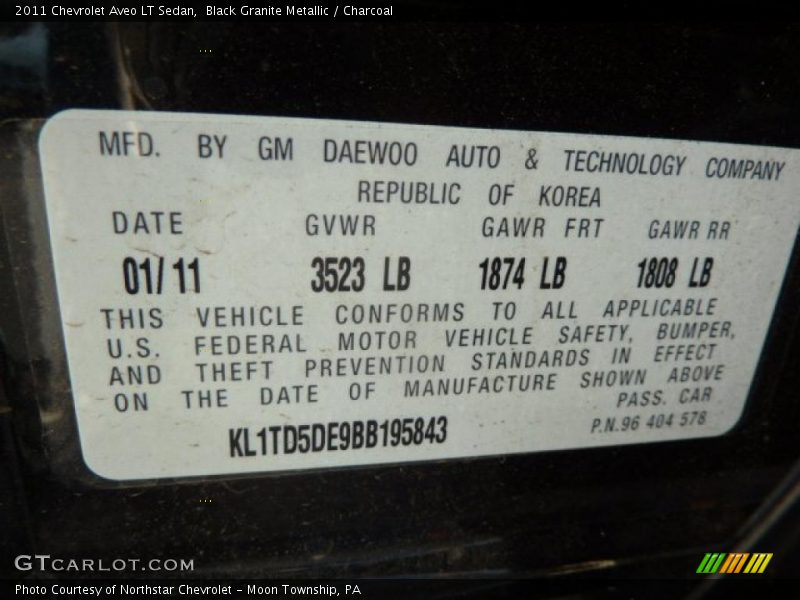 2011 Chevrolet Aveo LT Sedan, Black Granite Metallic / Charcoal
MFD. BY GM DAEWOO AUTO & TECHNOLOGY COMPANY
REPUBLIC OF KOREA
DATE GVWR GAWR FRT GAWR RR
01/11 3523 LB 1874 LB 1808 LB
THIS VEHICLE CONFORMS TO ALL APPLICABLE
U.S. FEDERAL MOTOR VEHICLE SAFETY, BUMPER,
AND THEFT PREVENTION STANDARDS IN EFFECT
ON THE DATE OF MANUFACTURE SHOWN ABOVE
PASS. CAR
KL1TD5DE9BB195843
P.N.96 404 578
GTCARLOT.COM
Photo Courtesy of Northstar Chevrolet - Moon Township, PA